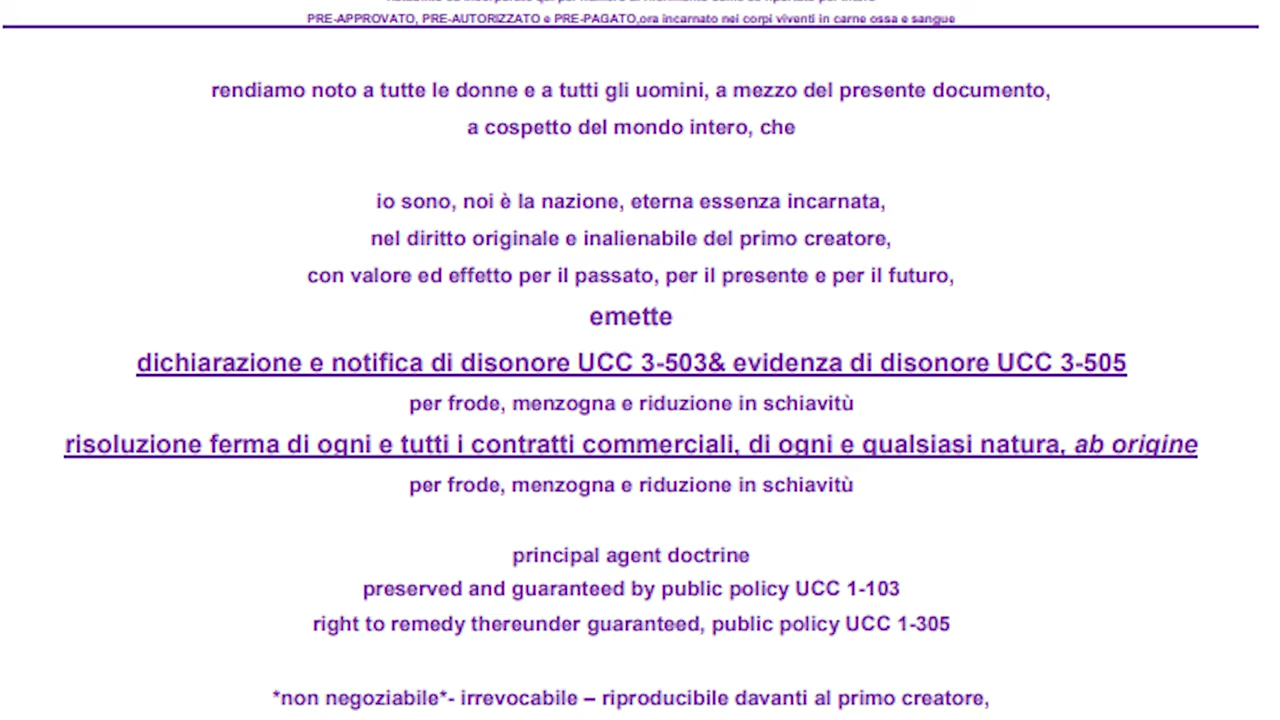 PRE-APPROVATO, PRE-AUTORIZZATO e PRE-PAGATO,ora incarnato nei corpi viventi in carne ossa e sangue
rendiamo noto a tutte le donne e a tutti gli uomini, a mezzo del presente documento,
a cospetto del mondo intero, che
io sono, noi è la nazione, eterna essenza incarnata,
nel diritto originale e inalienabile del primo creatore,
con valore ed effetto per il passato, per il presente e per il futuro,
emette
dichiarazione e notifica di disonore UCC 3-503& evidenza di disonore UCC 3-505
per frode, menzogna e riduzione in schiavitù
risoluzione ferma di ogni e tutti i contratti commerciali, di ogni e qualsiasi natura, ab origine
per frode, menzogna e riduzione in schiavitù
principal agent doctrine
preserved and guaranteed by public policy UCC 1-103
right to remedy thereunder guaranteed, public policy UCC 1-305
*non negoziabile*- irrevocabile – riproducibile davanti al primo creatore,